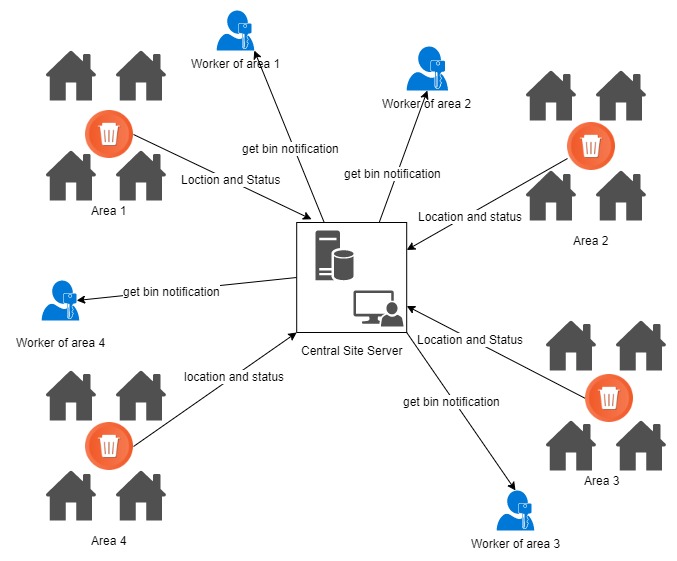 Worker of area 1
Worker of area 2
get bin notification
get bin notification
Loction and Status
Area 1
Location and status
Area 2
get bin notification
Worker of area 4
Central Site Server
Location and Status
location and status
get bin notification
Area 3
Area 4
Worker of area 3